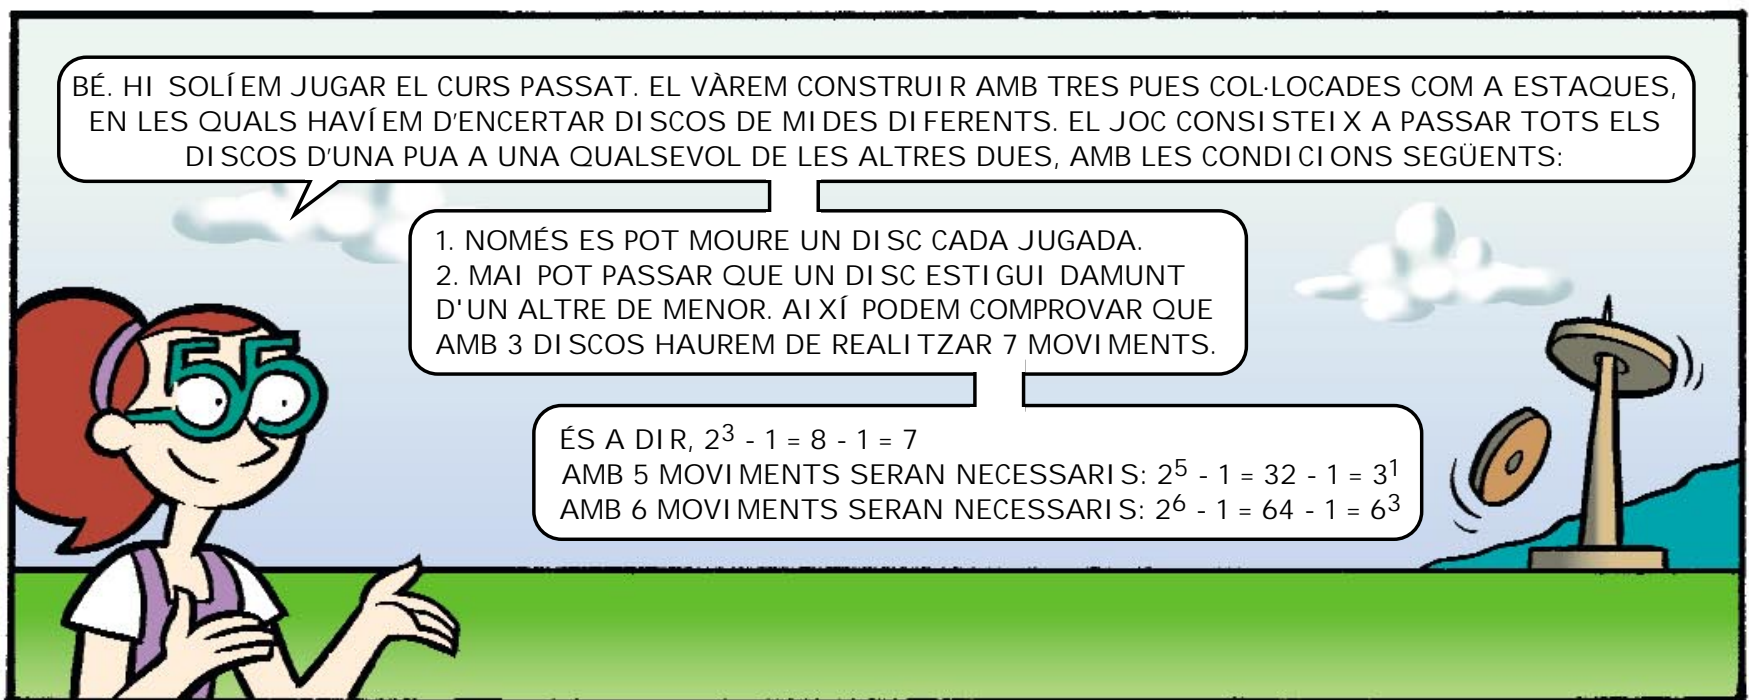 BÉ. HI SOLÍEM JUGAR EL CURS PASSAT. EL VÀREM CONSTRUIR AMB TRES PUES COL·LOCADES COM A ESTAQUES,
EN LES QUALS HAVÍEM D'ENCERTAR DISCOS DE MIDES DIFERENTS. EL JOC CONSISTEIX A PASSAR TOTS ELS
DISCOS D'UNA PUA A UNA QUALSEVOL DE LES ALTRES DUES, AMB LES CONDICIONS SEGÜENTS:
1. NOMÉS ES POT MOURE UN DISC CADA JUGADA.
2. MAI POT PASSAR QUE UN DISC ESTIGUI DAMUNT
D'UN ALTRE DE MENOR. AIXÍ PODEM COMPROVAR QUE
AMB 3 DISCOS HAUREM DE REALITZAR 7 MOVIMENTS.
ÉS A DIR, 2³ - 1 = 8 - 1 = 7
AMB 5 MOVIMENTS SERAN NECESSARIS: 2⁵ - 1 = 32 - 1 = 3¹
AMB 6 MOVIMENTS SERAN NECESSARIS: 2⁶ - 1 = 64 - 1 = 6³